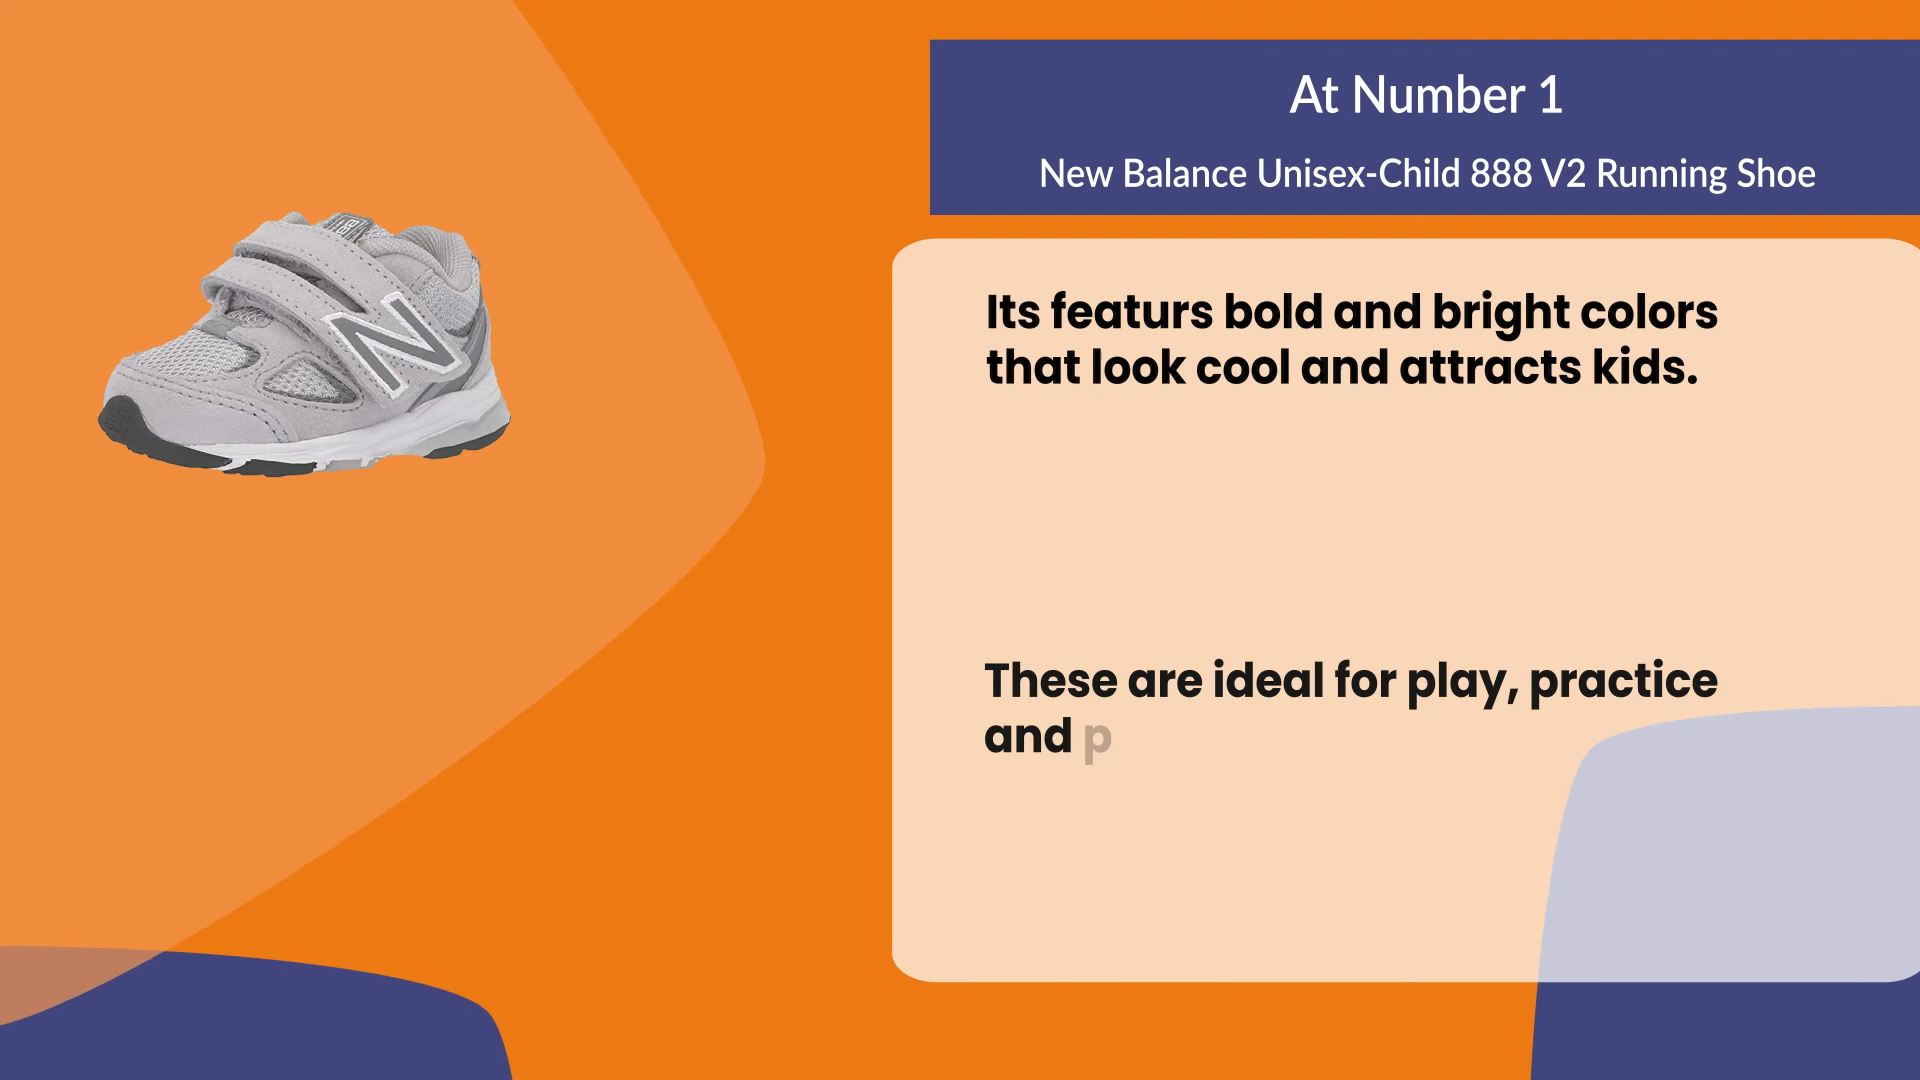 At Number 1
New Balance Unisex-Child 888 V2 Running Shoe
Its featurs bold and bright colors
that look cool and attracts kids.
These are ideal for play, practice
and p
N